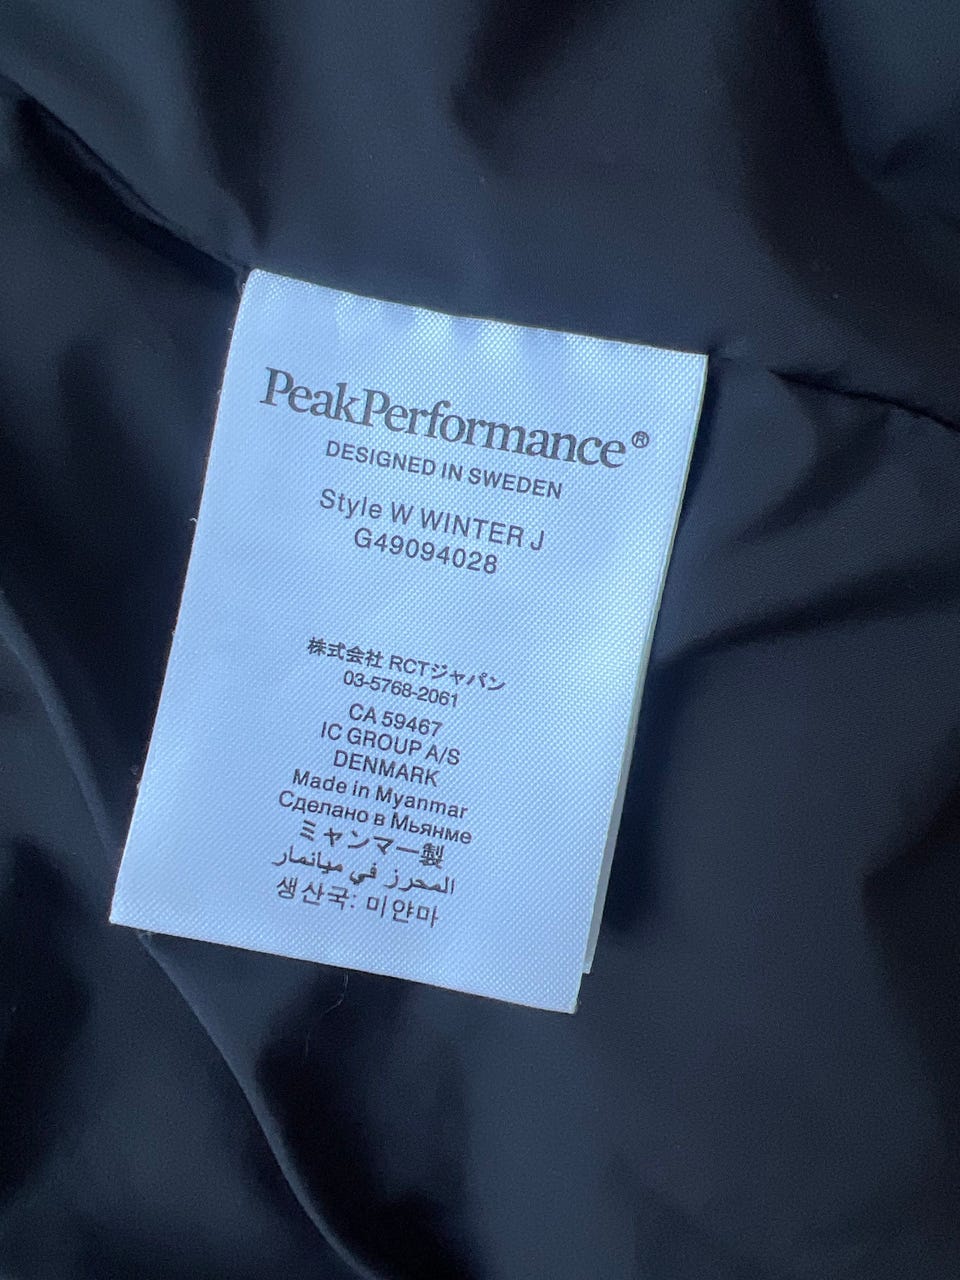 PeakPerformance®
DESIGNED IN SWEDEN
Style W WINTER J
G49094028
株式会社 RCTジャパン
03-5768-2061
CA 59467
IC GROUP A/S
DENMARK
Made in Myanmar
Сделано в Мьянме
ミャンマー製
المحرز في ميانمار
생산국: 미얀마